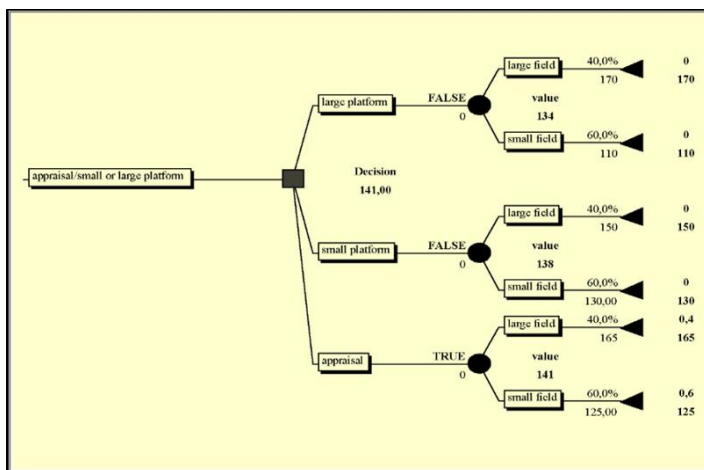 large field 40,0% 0
170 170
large platform FALSE value
0 134
small field 60,0% 0
110 110
appraisal/small or large platform Decision
141,00
large field 40,0% 0
150 150
small platform FALSE value
0 138
small field 60,0% 0
130,00 130
large field 40,0% 0,4
165 165
appraisal TRUE value
0 141
small field 60,0% 0,6
125,00 125